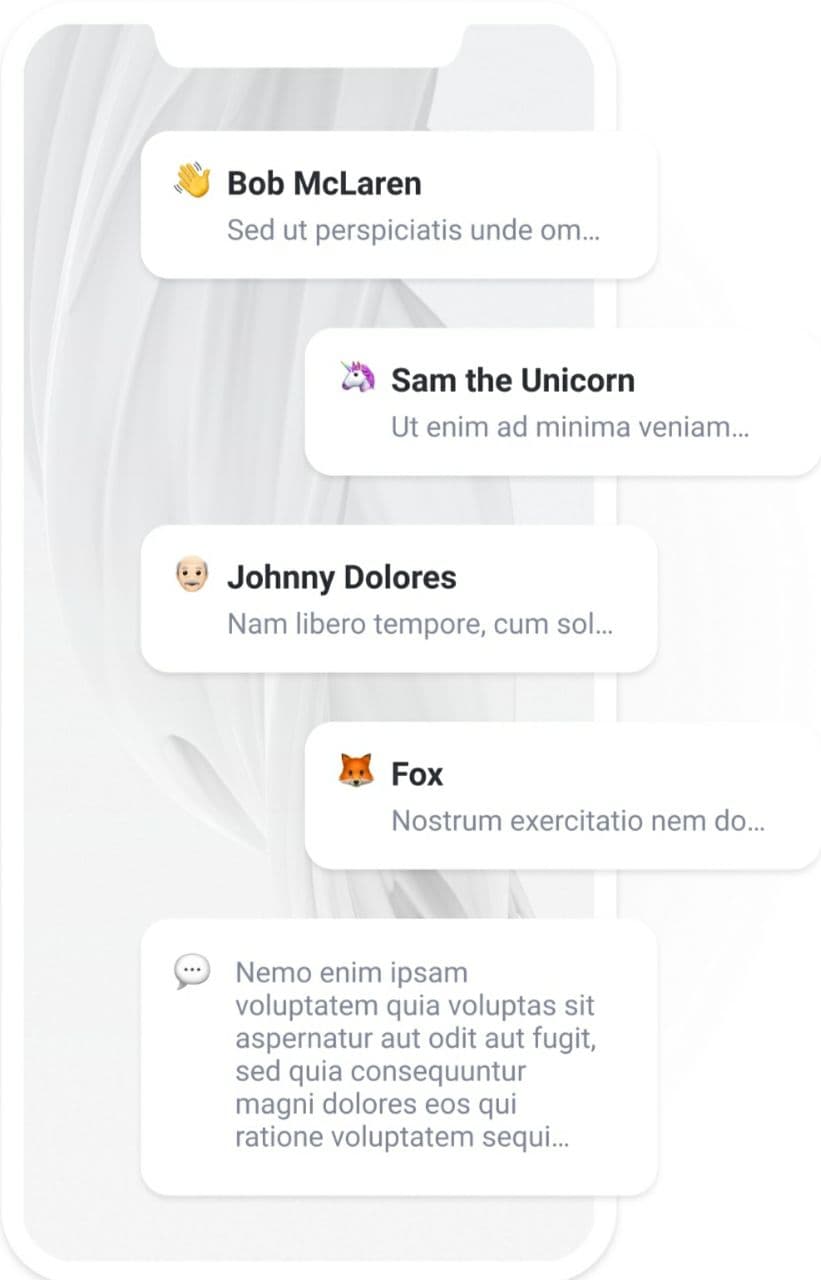 Bob McLaren
Sed ut perspiciatis unde om...
Sam the Unicorn
Ut enim ad minima veniam...
Johnny Dolores
Nam libero tempore, cum sol...
Fox
Nostrum exercitatio nem do...
Nemo enim ipsam
voluptatem quia voluptas sit
aspernatur aut odit aut fugit,
sed quia consequuntur
magni dolores eos qui
ratione voluptatem sequi...